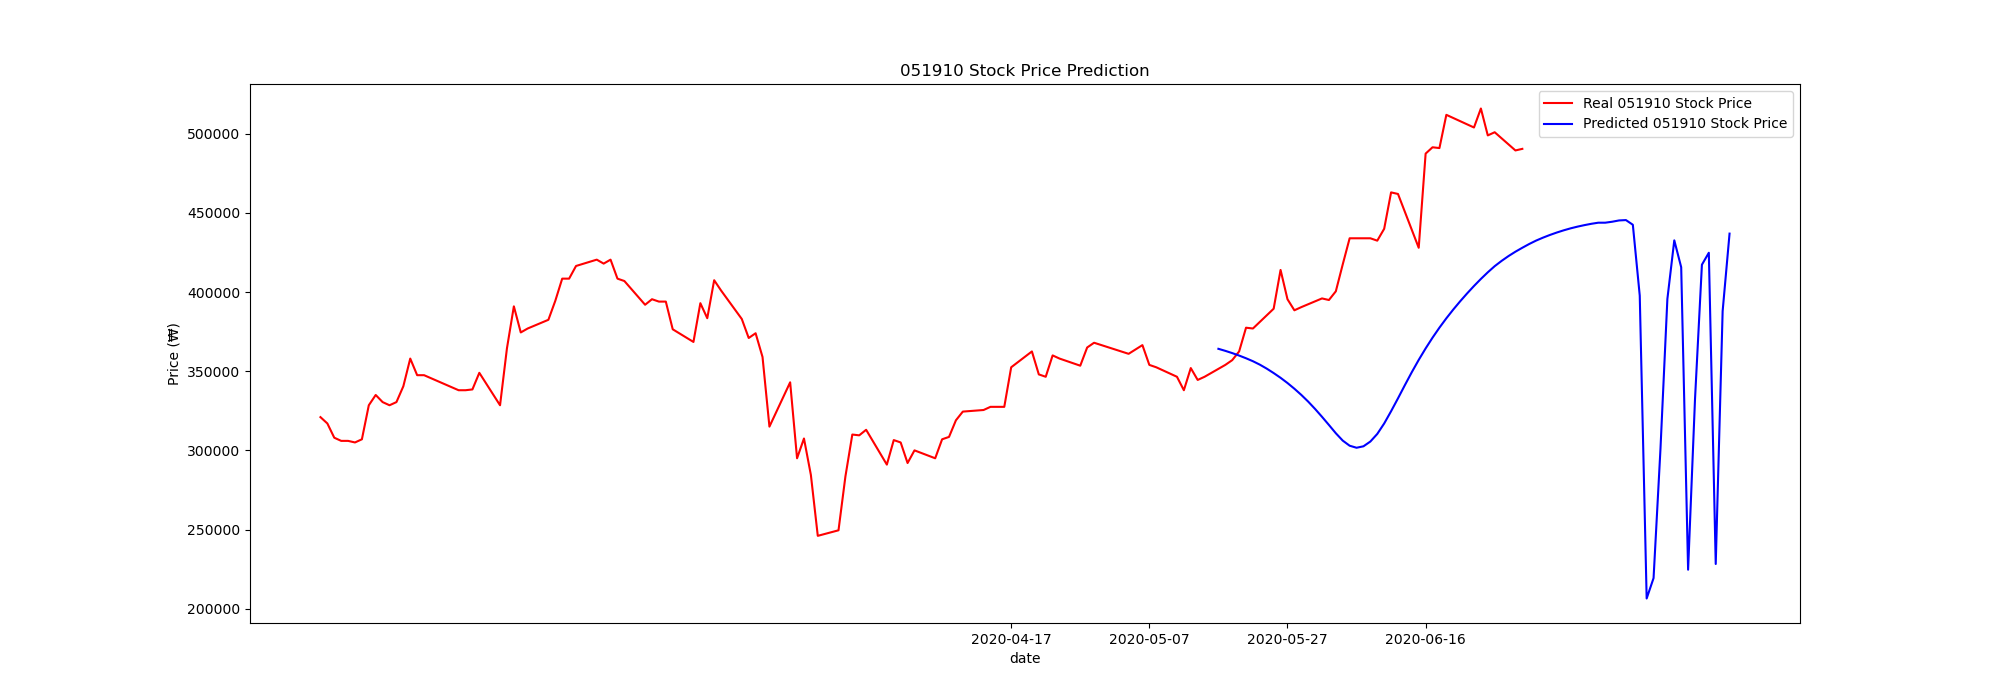 051910 Stock Price Prediction
Real 051910 Stock Price
Predicted 051910 Stock Price
Price (₩)
500000
450000
400000
350000
300000
250000
200000
2020-04-17 2020-05-07 2020-05-27 2020-06-16
date